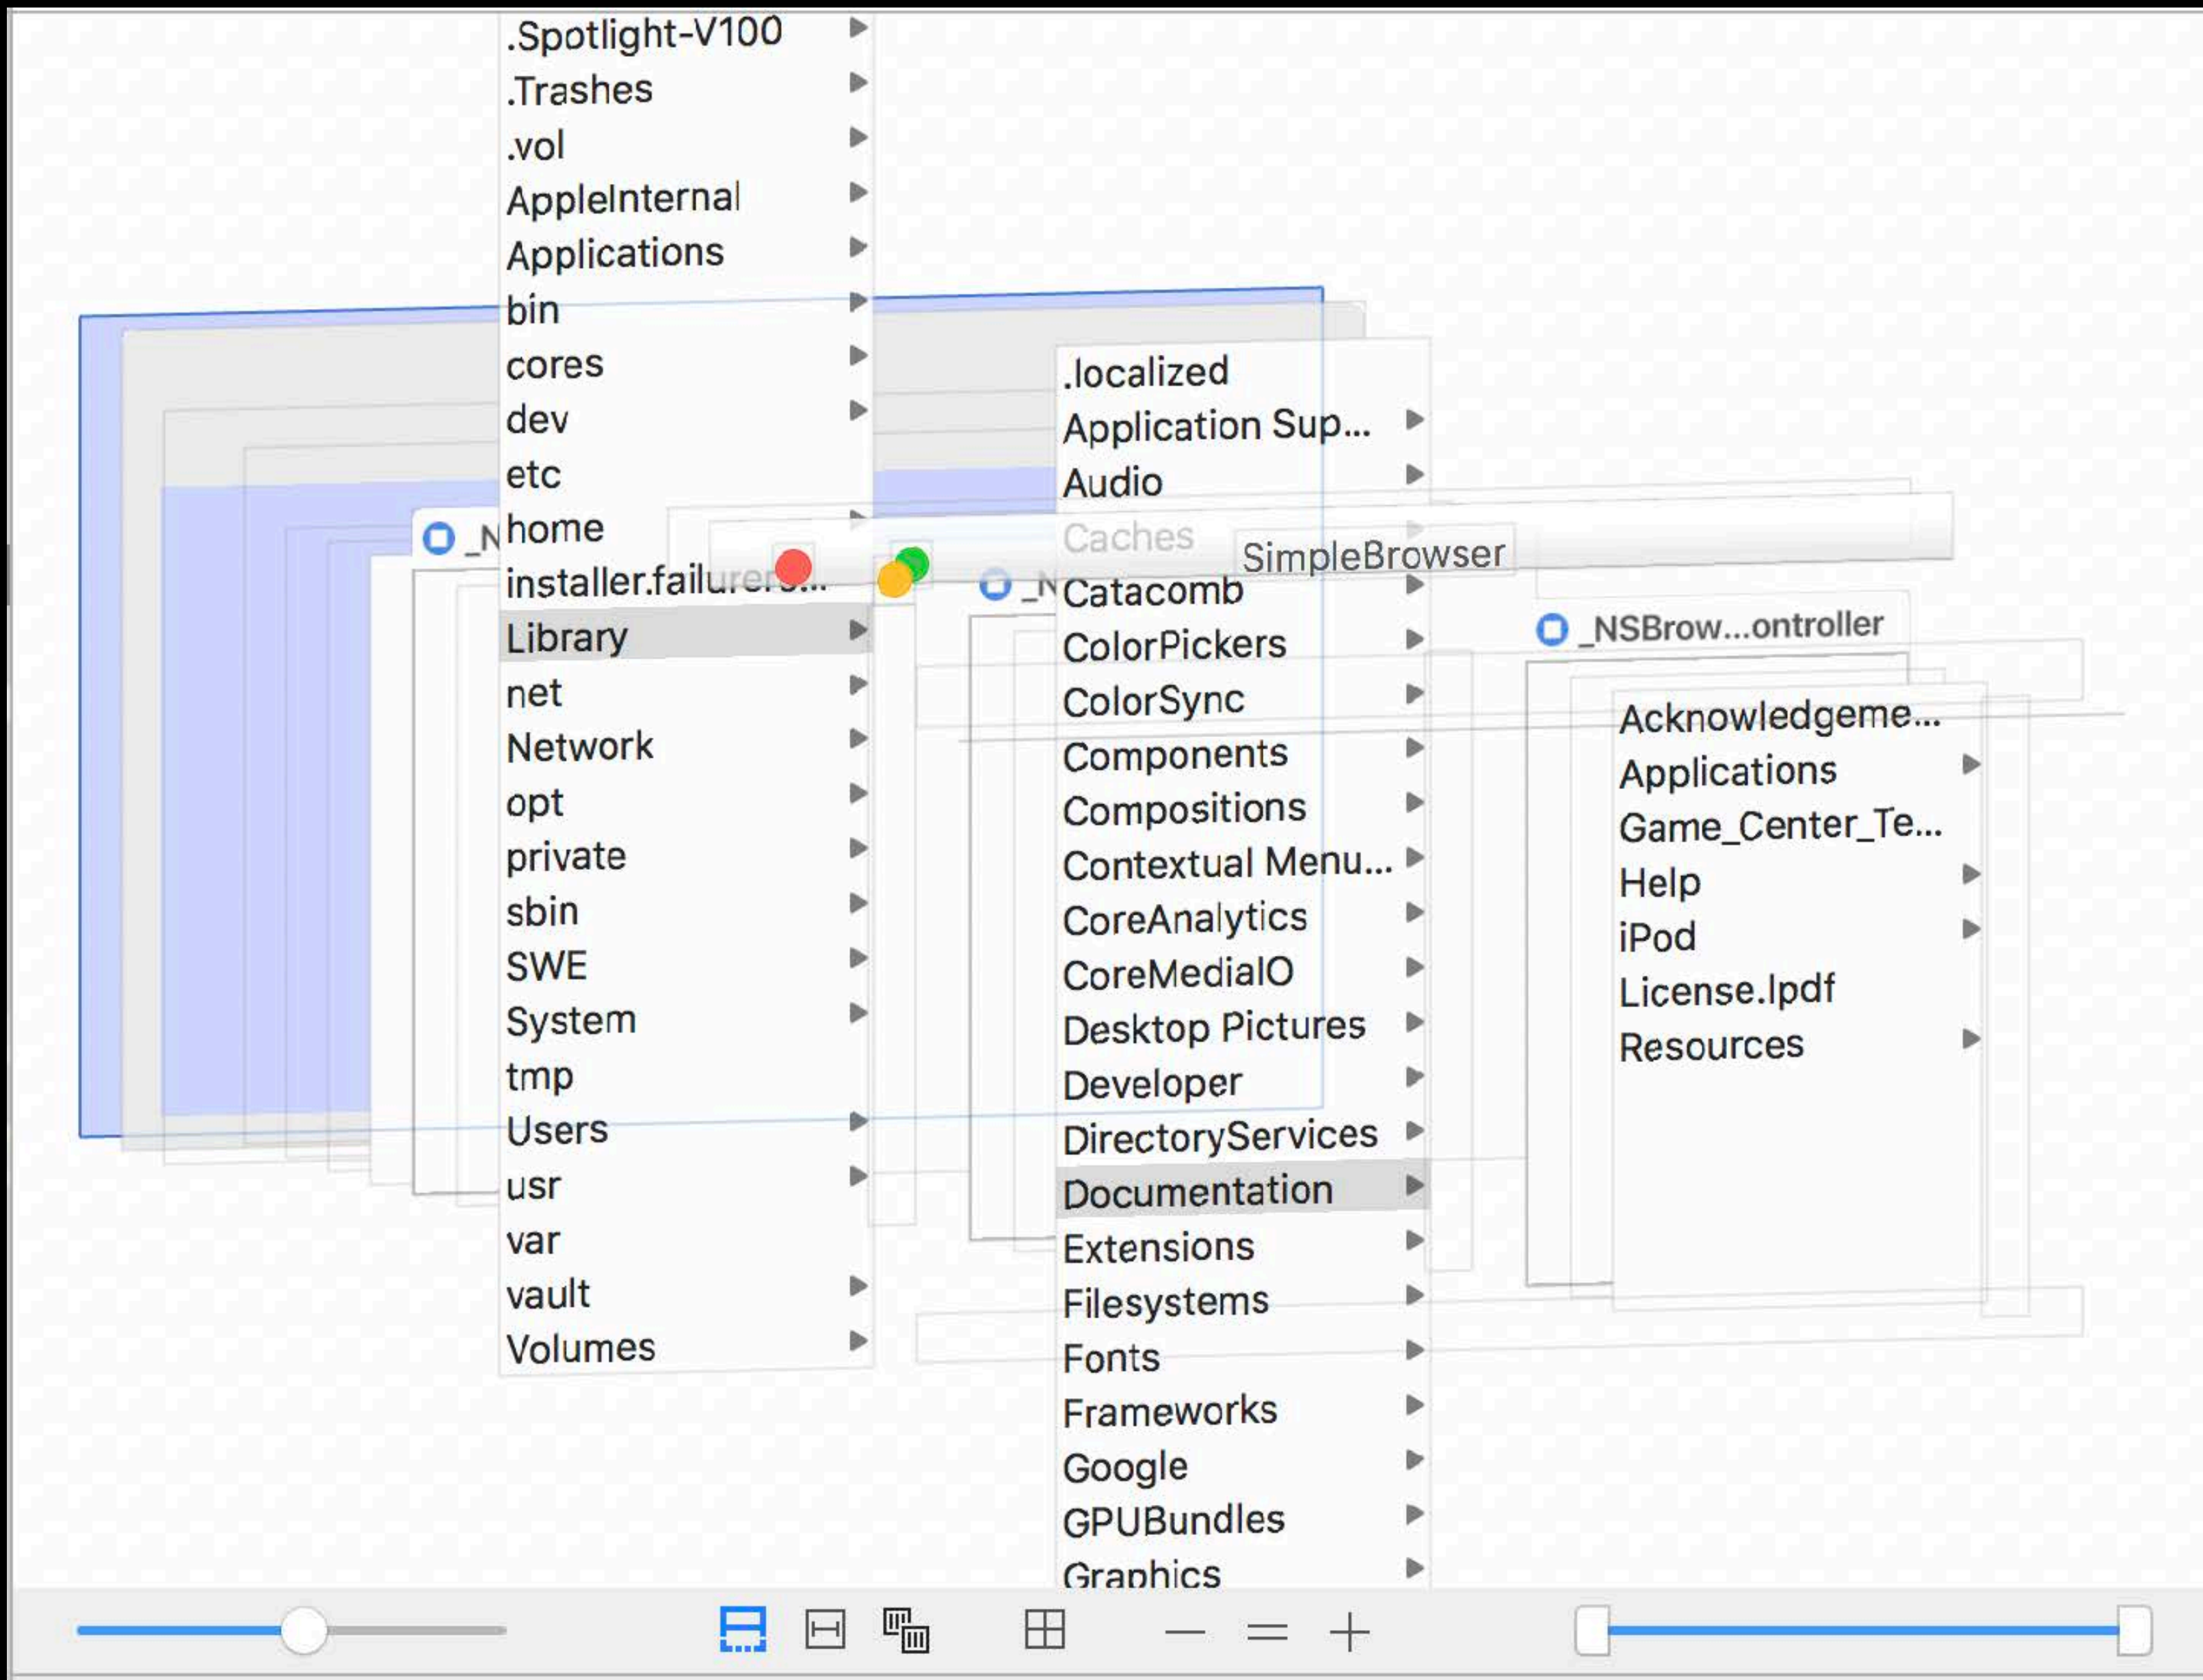 .Spotlight-V100
.Trashes
.vol
AppleInternal
Applications
bin
cores
dev
etc
_N
home
installer.failurer...
Library
net
Network
opt
private
sbin
SWE
System
tmp
Users
usr
var
vault
Volumes
.localized
Application Sup...
Audio
Caches
SimpleBrowser
_N
Catacomb
ColorPickers
ColorSync
Components
Compositions
Contextual Menu...
CoreAnalytics
CoreMediaIO
Desktop Pictures
Developer
DirectoryServices
Documentation
Extensions
Filesystems
Fonts
Frameworks
Google
GPUBundles
Graphics
_NSBrow...ontroller
Acknowledgeme...
Applications
Game_Center_Te...
Help
iPod
License.lpdf
Resources